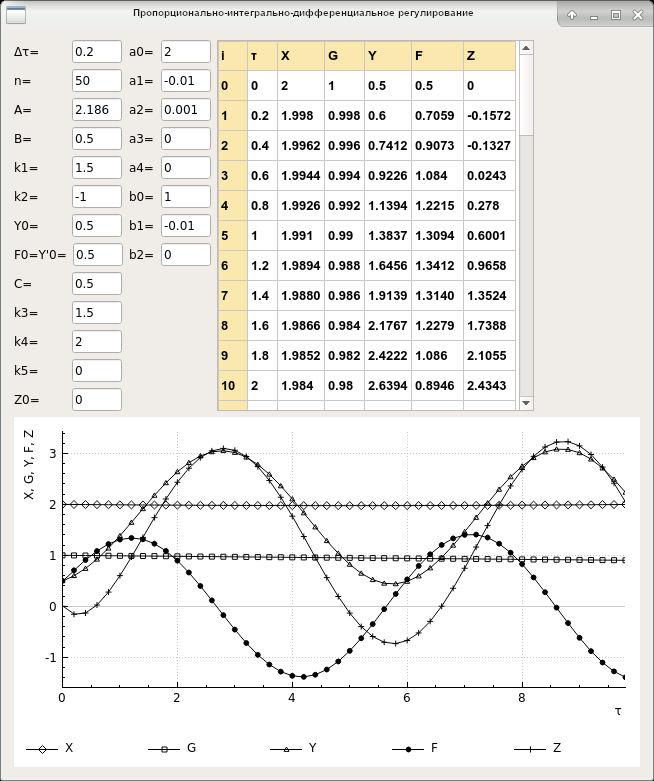 Пропорционально-интегрально-дифференциальное регулирование
Δτ= 0.2 a0= 2
n= 50 a1= -0.01
A= 2.186 a2= 0.001
B= 0.5 a3= 0
k1= 1.5 a4= 0
k2= -1 b0= 1
Y0= 0.5 b1= -0.01
F0=Y'0= 0.5 b2= 0
C= 0.5
k3= 1.5
k4= 2
k5= 0
Z0= 0
i τ X G Y F Z
0 0 2 1 0.5 0.5 0
1 0.2 1.998 0.998 0.6 0.7059 -0.1572
2 0.4 1.9962 0.996 0.7412 0.9073 -0.1327
3 0.6 1.9944 0.994 0.9226 1.084 0.0243
4 0.8 1.9926 0.992 1.1394 1.2215 0.278
5 1 1.991 0.99 1.3837 1.3094 0.6001
6 1.2 1.9894 0.988 1.6456 1.3412 0.9658
7 1.4 1.9880 0.986 1.9139 1.3140 1.3524
8 1.6 1.9866 0.984 2.1767 1.2279 1.7388
9 1.8 1.9852 0.982 2.4222 1.086 2.1055
10 2 1.984 0.98 2.6394 0.8946 2.4343
X, G, Y, F, Z
3
2
1
0
-1
0 2 4 6 8
τ
X G Y F Z